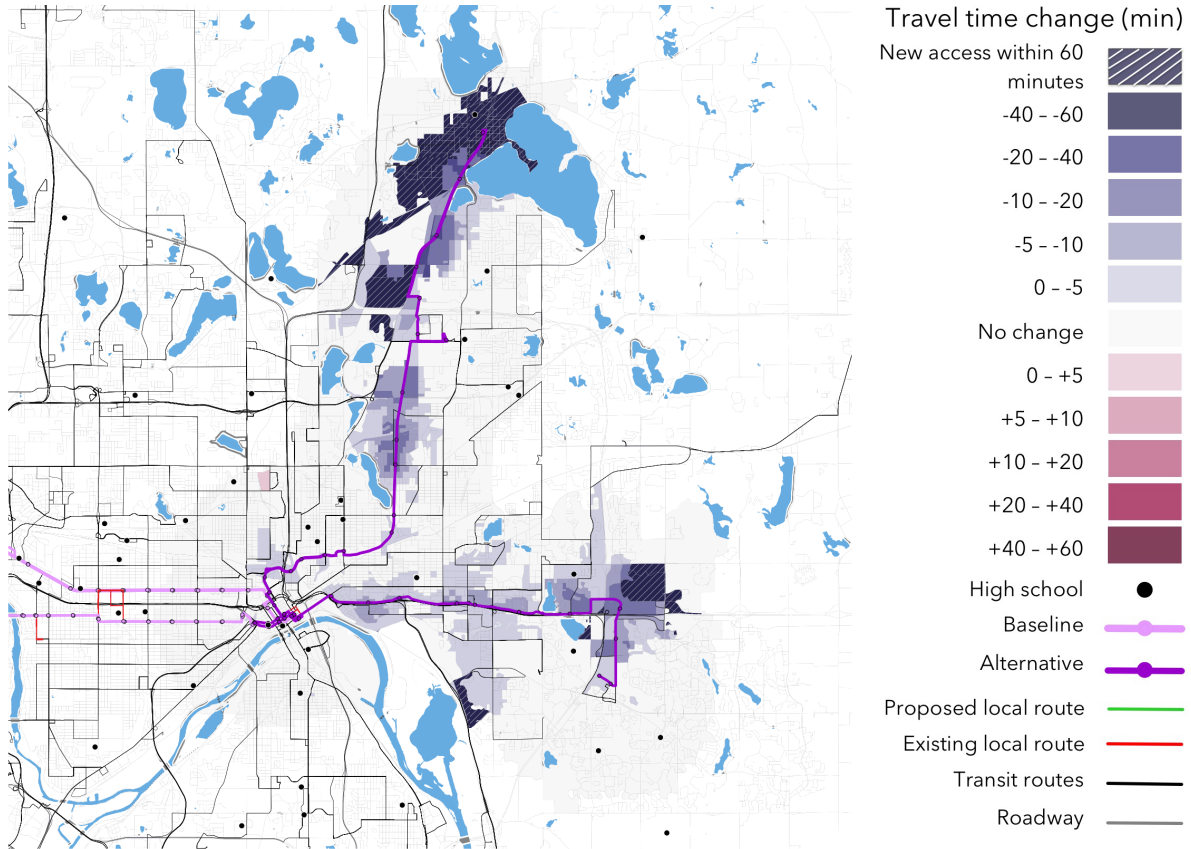 Travel time change (min)
New access within 60
minutes
-40 – -60
-20 – -40
-10 – -20
-5 – -10
0 – -5
No change
0 – +5
+5 – +10
+10 – +20
+20 – +40
+40 – +60
High school
Baseline
Alternative
Proposed local route
Existing local route
Transit routes
Roadway